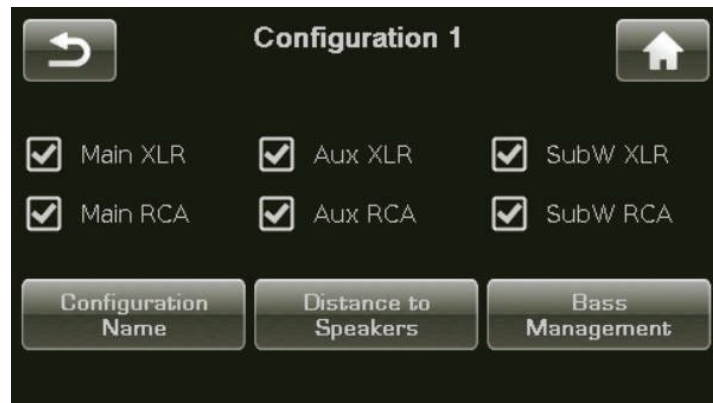 Configuration 1
Main XLR
Aux XLR
SubW XLR
Main RCA
Aux RCA
SubW RCA
Configuration
Name
Distance to
Speakers
Bass
Management